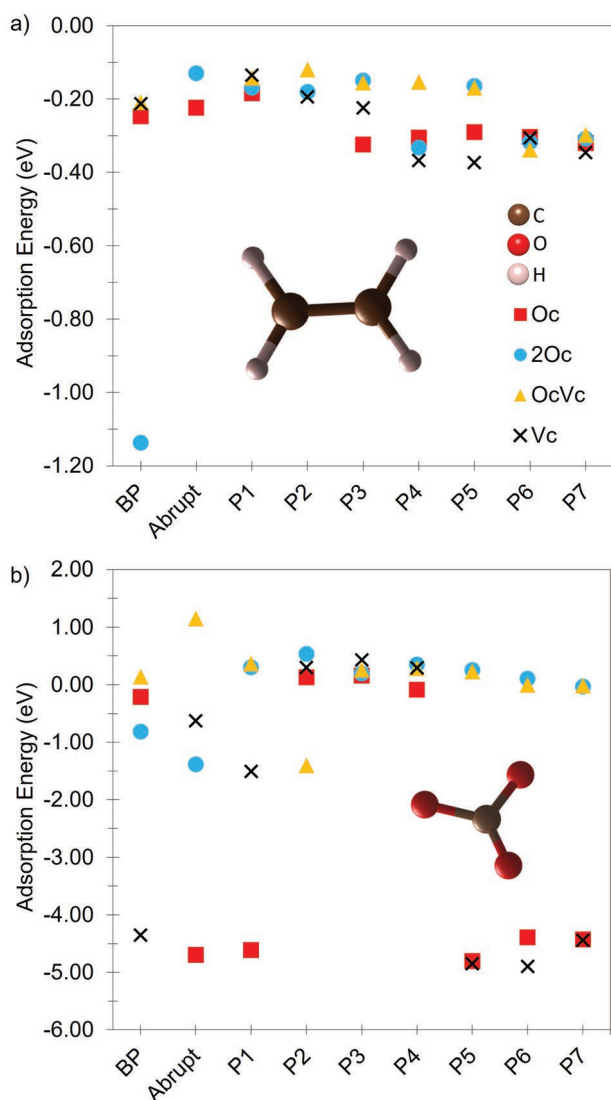 a)
0.00
-0.20
-0.40
-0.60
-0.80
-1.00
-1.20
Adsorption Energy (eV)
C
O
H
Oc
2Oc
OcVc
Vc
BP
Abrupt
P1
P2
P3
P4
P5
P6
P7
b)
2.00
1.00
0.00
-1.00
-2.00
-3.00
-4.00
-5.00
-6.00
Adsorption Energy (eV)
BP
Abrupt
P1
P2
P3
P4
P5
P6
P7